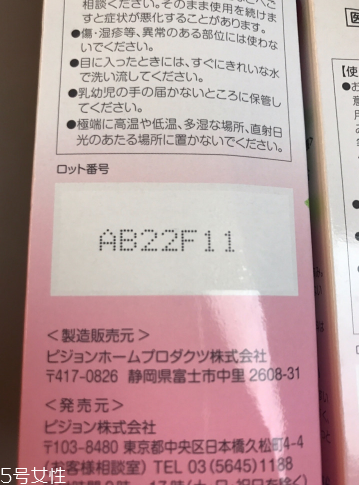 相談ください。そのまま使用を続けま
すと症状が悪化することがあります。
●傷・湿疹等、異常のある部位には使わな
いでください。
●目に入ったときには、すぐにきれいな水
で洗い流してください。
●乳幼児の手の届かないところに保管し
てください。
●極端に高温や低温、多湿な場所、直射日
光のあたる場所に置かないでください。
ロット番号
AB22F11
<製造販売元>
ピジョンホームプロダクツ株式会社
〒417-0826 静岡県富士市中里 2608-31
<発売元>
ピジョン株式会社
〒103-8480 東京都中央区日本橋久松町4-4
(お客様相談室) TEL 03(5645)1188
5号女性